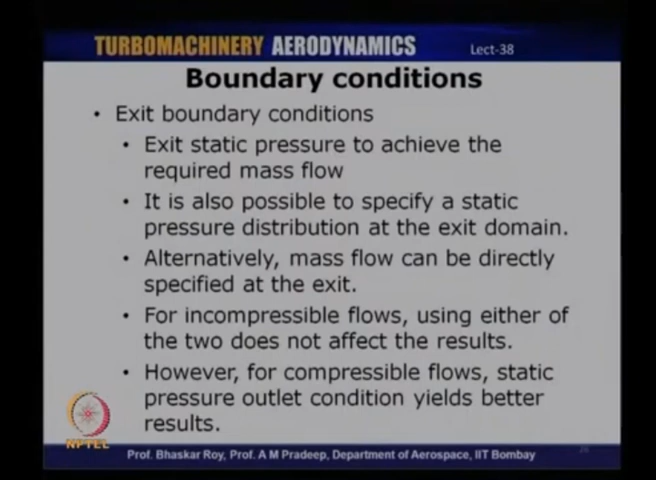 TURBOMACHINERY AERODYNAMICS Lect-38
Boundary conditions
• Exit boundary conditions
• Exit static pressure to achieve the
required mass flow
• It is also possible to specify a static
pressure distribution at the exit domain.
• Alternatively, mass flow can be directly
specified at the exit.
• For incompressible flows, using either of
the two does not affect the results.
• However, for compressible flows, static
pressure outlet condition yields better
results.
NPTEL
Prof. Bhaskar Roy, Prof. A M Pradeep, Department of Aerospace, IIT Bombay